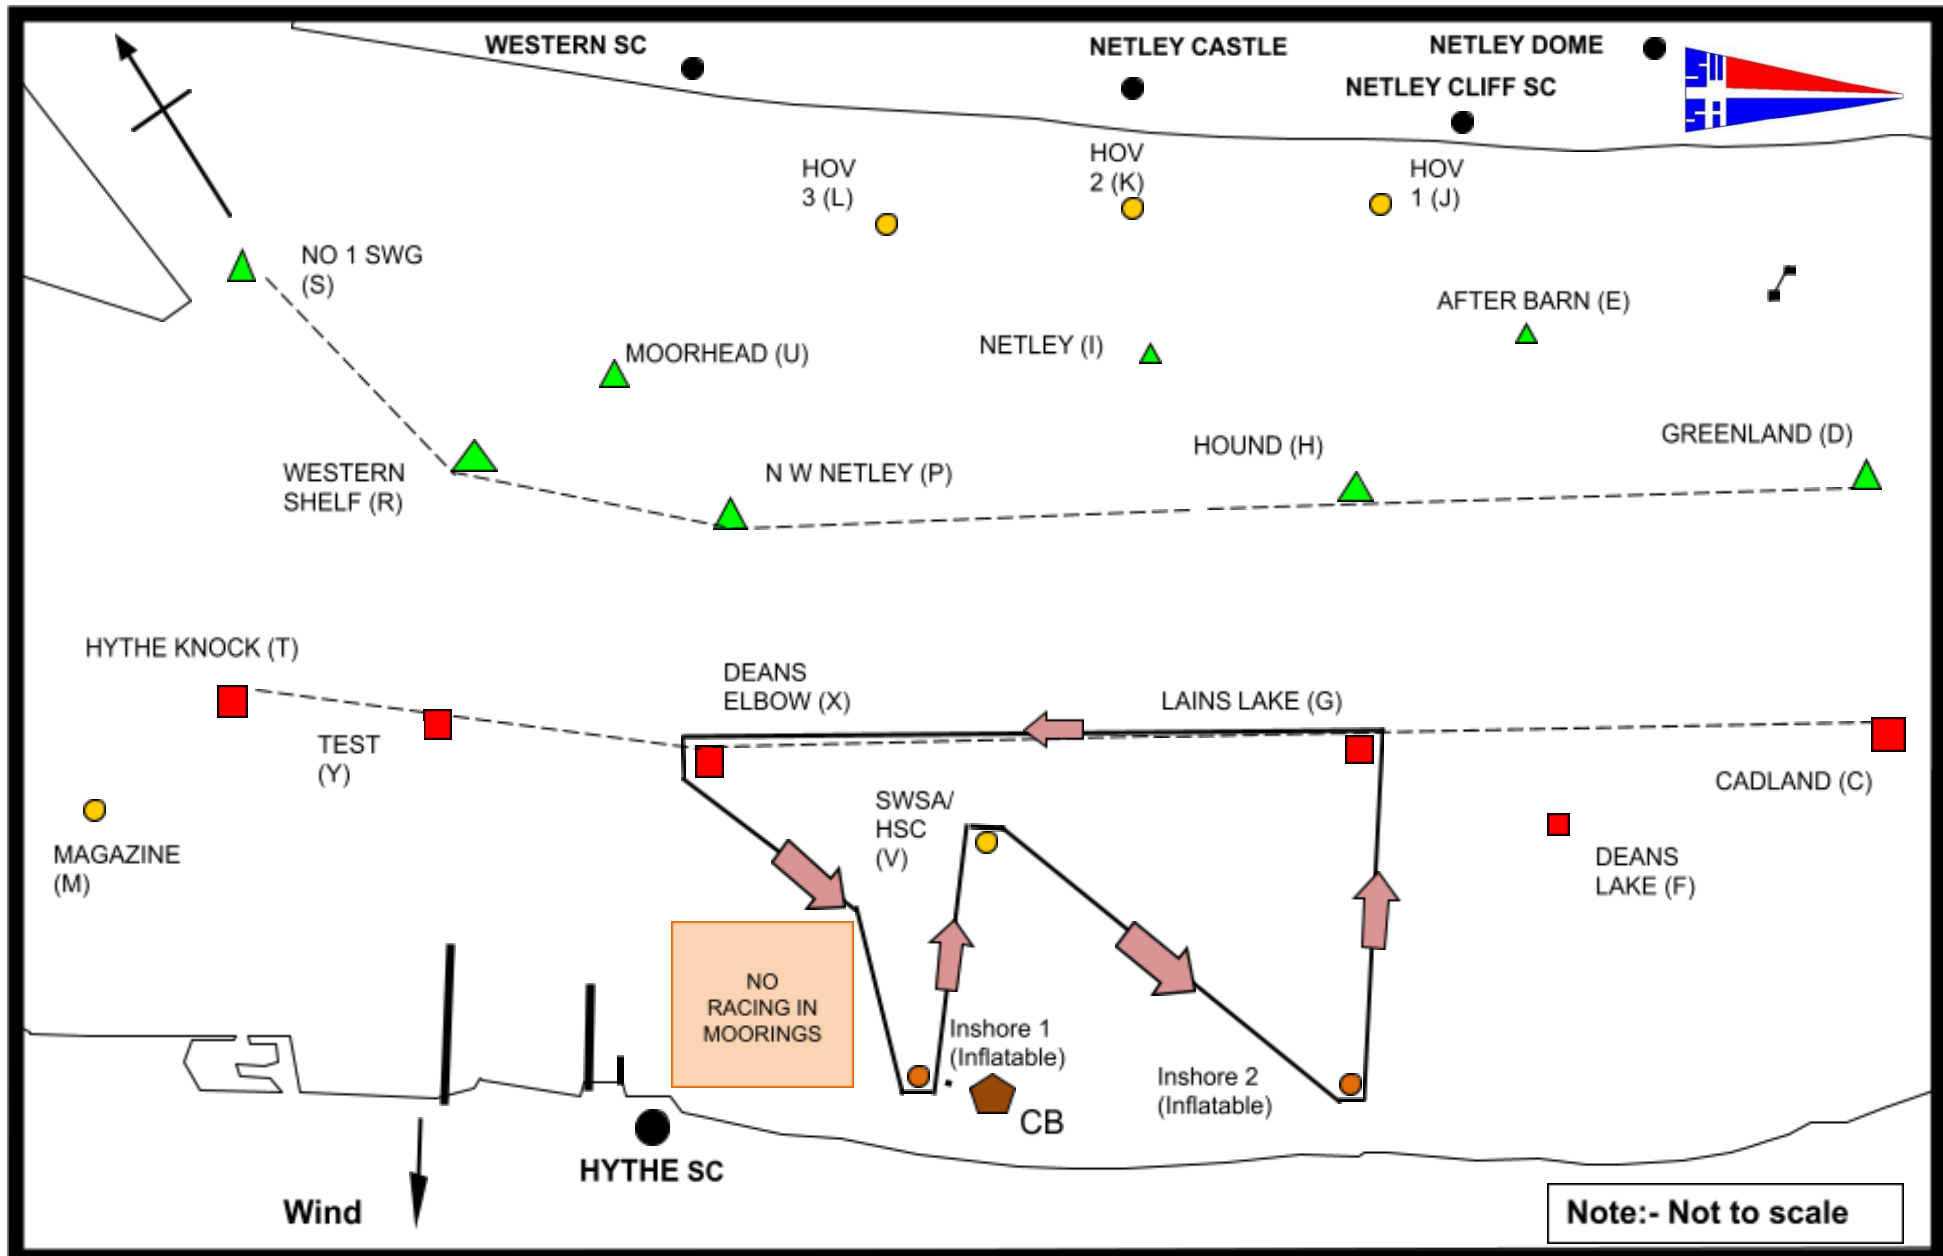 WESTERN SC
NETLEY CASTLE
NETLEY DOME
NETLEY CLIFF SC
HOV
3 (L)
HOV
2 (K)
HOV
1 (J)
NO 1 SWG
(S)
AFTER BARN (E)
MOORHEAD (U)
NETLEY (I)
WESTERN
SHELF (R)
N W NETLEY (P)
HOUND (H)
GREENLAND (D)
HYTHE KNOCK (T)
TEST
(Y)
DEANS
ELBOW (X)
LAINS LAKE (G)
CADLAND (C)
MAGAZINE
(M)
SWSA/
HSC
(V)
DEANS
LAKE (F)
NO
RACING IN
MOORINGS
Inshore 1
(Inflatable)
Inshore 2
(Inflatable)
CB
HYTHE SC
Wind
Note:- Not to scale